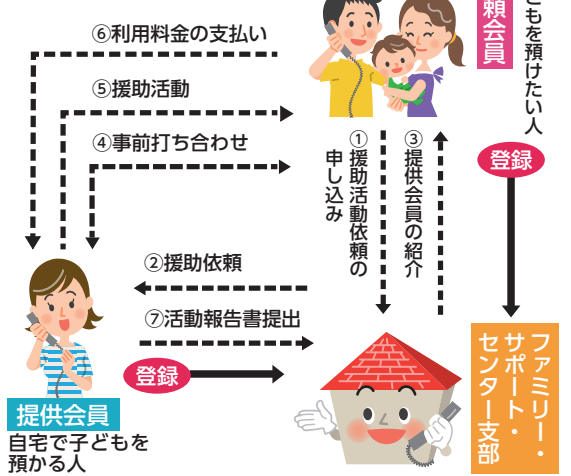 ⑥利用料金の支払い
⑤援助活動
④事前打ち合わせ
頼会員
どもを預けたい人
登録
①援助活動依頼の
申し込み
③提供会員の紹介
②援助依頼
⑦活動報告書提出
登録
提供会員
自宅で子どもを
預かる人
ファミリー・
サポート・
センター支部